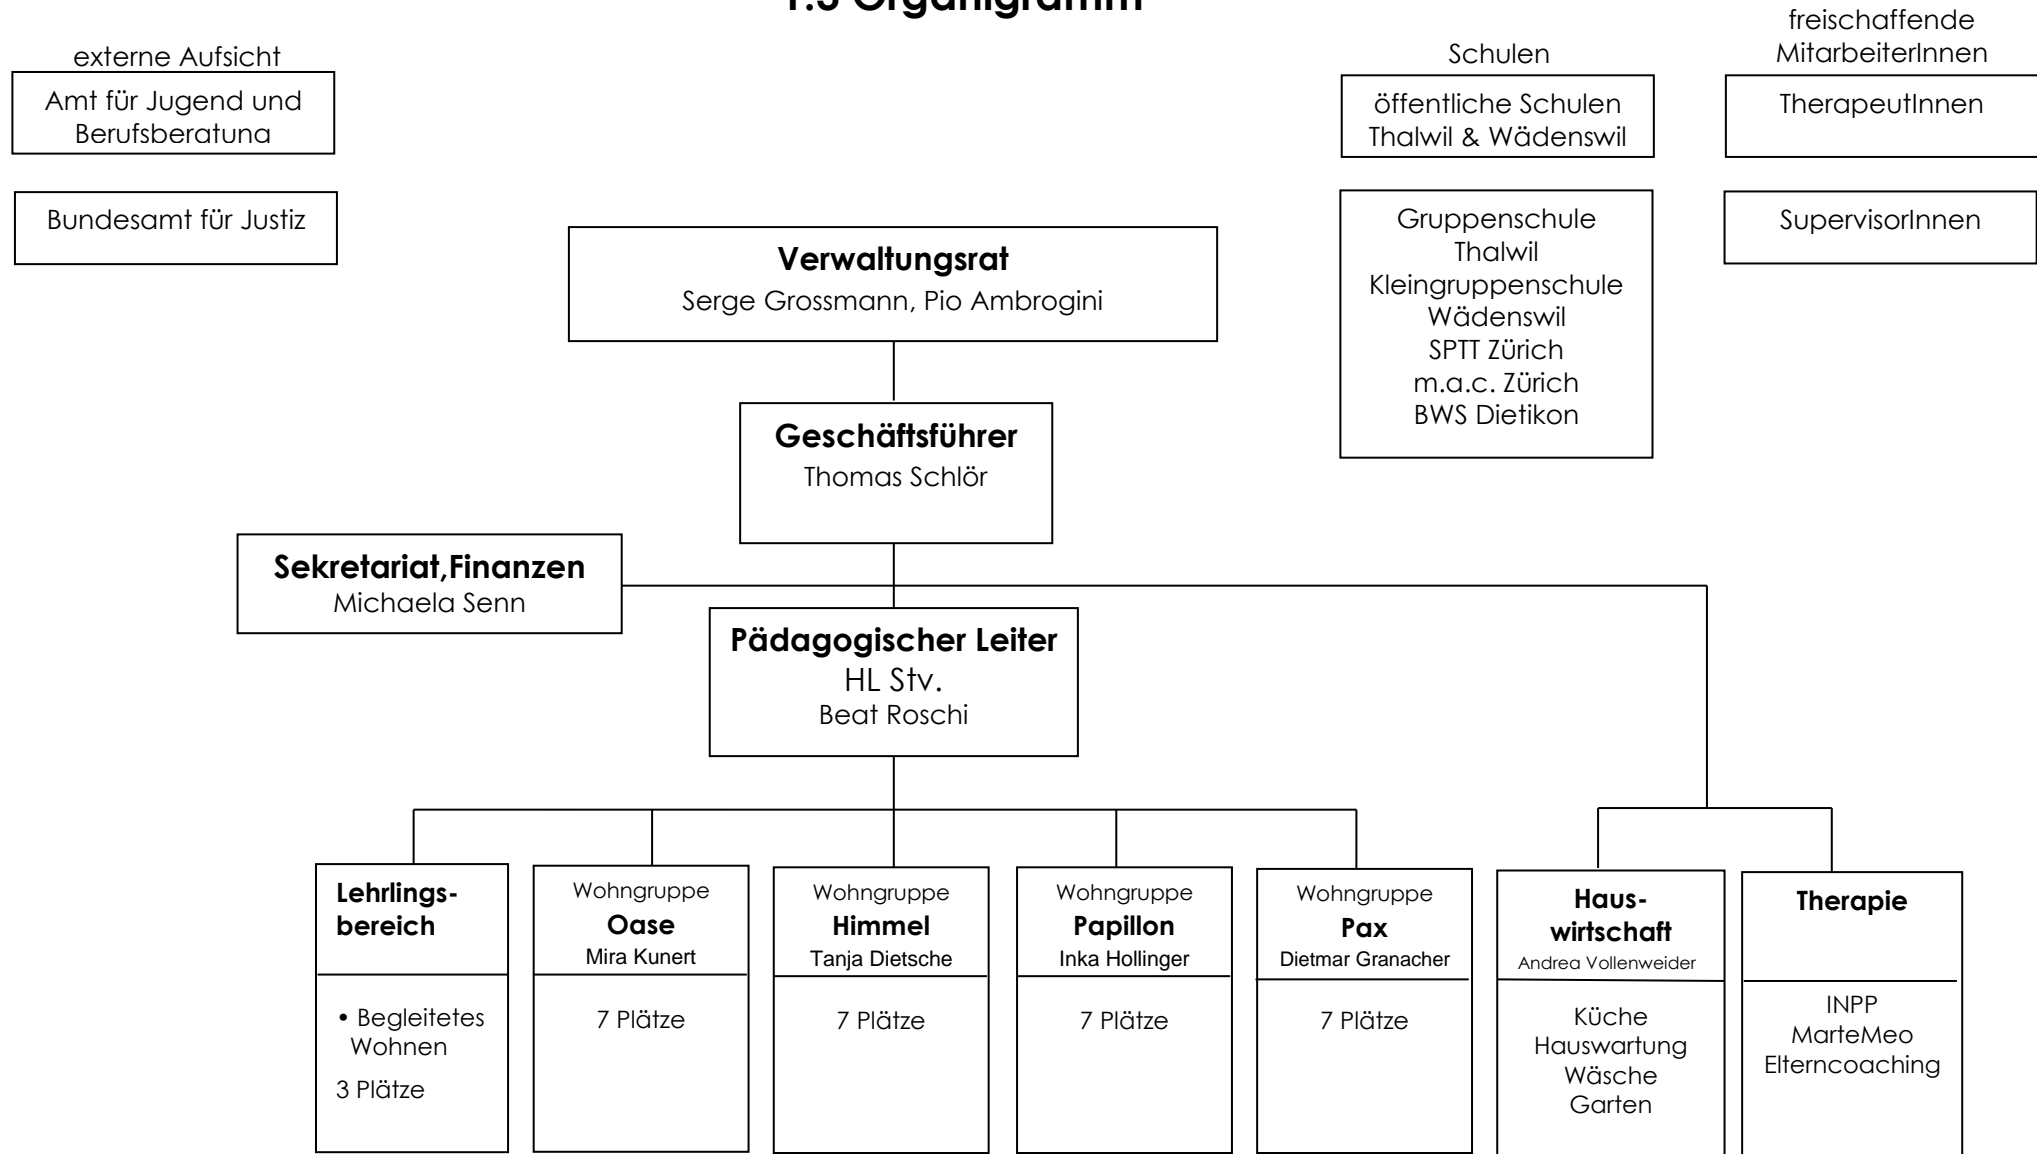 1.3 Organigramm
externe Aufsicht
Amt für Jugend und
Berufsberatuna
Bundesamt für Justiz
Schulen
öffentliche Schulen
Thalwil & Wädenswil
Gruppenschule
Thalwil
Kleingruppenschule
Wädenswil
SPTT Zürich
m.a.c. Zürich
BWS Dietikon
freischaffende
MitarbeiterInnen
TherapeutInnen
SupervisorInnen
Verwaltungsrat
Serge Grossmann, Pio Ambrogini
Geschäftsführer
Thomas Schlör
Sekretariat,Finanzen
Michaela Senn
Pädagogischer Leiter
HL Stv.
Beat Roschi
Lehrlings-
bereich
• Begleitetes
Wohnen
3 Plätze
Wohngruppe
Oase
Mira Kunert
7 Plätze
Wohngruppe
Himmel
Tanja Dietsche
7 Plätze
Wohngruppe
Papillon
Inka Hollinger
7 Plätze
Wohngruppe
Pax
Dietmar Granacher
7 Plätze
Haus-
wirtschaft
Andrea Vollenweider
Küche
Hauswartung
Wäsche
Garten
Therapie
INPP
MarteMeo
Elterncoaching